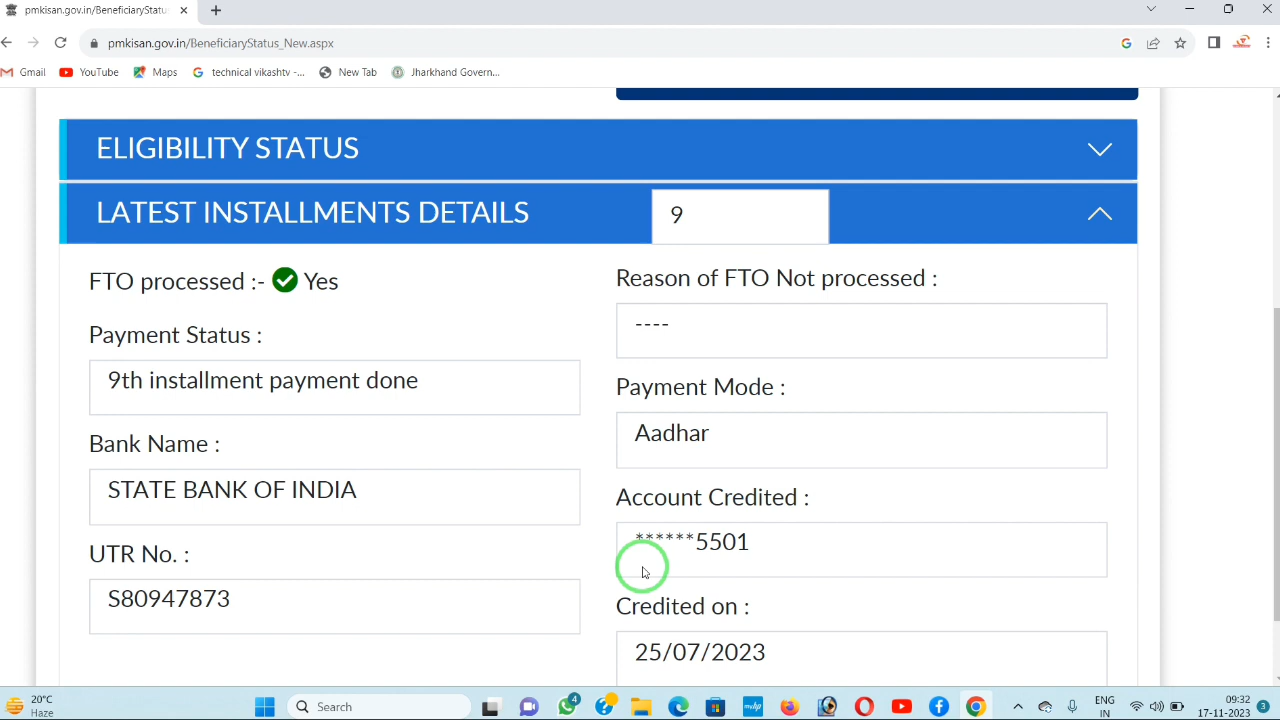 pmkisan.gov.in/BeneficiaryStatu
pmkisan.gov.in/BeneficiaryStatus_New.aspx
Gmail
YouTube
Maps
technical vikashtv -...
New Tab
Jharkhand Govern...
ELIGIBILITY STATUS
LATEST INSTALLMENTS DETAILS
9
FTO processed :- Yes
Reason of FTO Not processed :
----
Payment Status :
9th installment payment done
Payment Mode :
Aadhar
Bank Name :
STATE BANK OF INDIA
Account Credited :
******5501
UTR No. :
S80947873
Credited on :
25/07/2023
20°C
Haze
Search
4
ENG
IN
09:32
17-11-2023
3